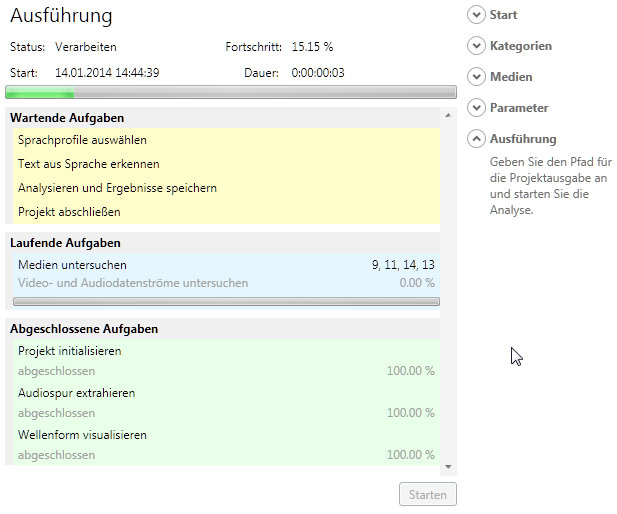 Ausführung
Status: Verarbeiten Fortschritt: 15.15 %
Start: 14.01.2014 14:44:39 Dauer: 0:00:00:03
Wartende Aufgaben
Sprachprofile auswählen
Text aus Sprache erkennen
Analysieren und Ergebnisse speichern
Projekt abschließen
Laufende Aufgaben
Medien untersuchen 9, 11, 14, 13
Video- und Audiodatenströme untersuchen 0.00 %
Abgeschlossene Aufgaben
Projekt initialisieren
abgeschlossen 100.00 %
Audiospur extrahieren
abgeschlossen 100.00 %
Wellenform visualisieren
abgeschlossen 100.00 %
Starten
Start
Kategorien
Medien
Parameter
Ausführung
Geben Sie den Pfad für
die Projektausgabe an
und starten Sie die
Analyse.